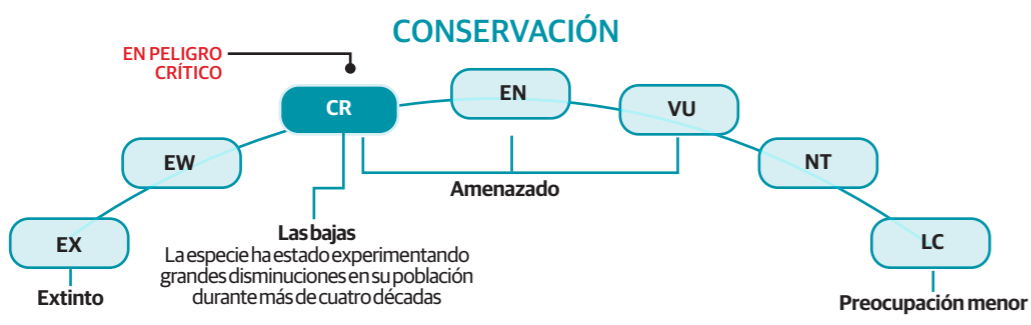 CONSERVACIÓN
EN PELIGRO
CRÍTICO
CR
EN
VU
EW
NT
Amenazado
EX
LC
Las bajas
La especie ha estado experimentando
grandes disminuciones en su población
durante más de cuatro décadas
Extinto
Preocupación menor